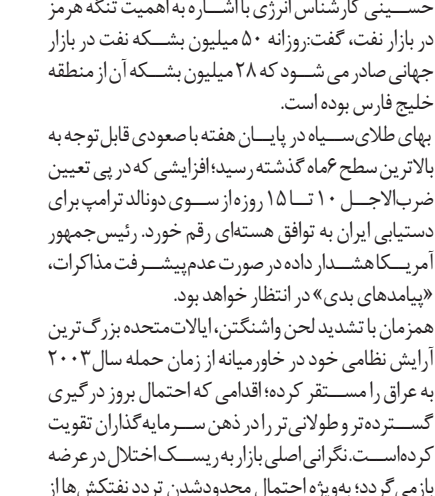 حسینی کارشناس انرژی با اشاره به اهمیت تنگه هرمز
در بازار نفت، گفت:روزانه ۵۰ میلیون بشکه نفت در بازار
جهانی صادر می شود که ۲۸ میلیون بشکه آن از منطقه
خلیج فارس بوده است.
بهای طلای‌سیاه در پایان هفته با صعودی قابل‌توجه به
بالاترین سطح ۶ماه گذشته رسید؛افزایشی که در پی تعیین
ضرب‌الاجل ۱۰ تا ۱۵ روزه از سوی دونالد ترامپ برای
دستیابی ایران به توافق هسته‌ای رقم خورد. رئیس‌جمهور
آمریکا هشدار داده در صورت عدم‌پیشرفت مذاکرات،
«پیامدهای بدی» در انتظار خواهد بود.
همزمان با تشدید لحن واشنگتن، ایالات‌متحده بزرگ‌ترین
آرایش نظامی خود در خاورمیانه از زمان حمله سال۲۰۰۳
به عراق را مستقر کرده؛اقدامی که احتمال بروز درگیری
گسترده‌تر و طولانی‌تر را در ذهن سرمایه‌گذاران تقویت
کرده‌است. نگرانی اصلی بازار به ریسک اختلال در عرضه
بازمی‌گردد؛ به‌ویژه احتمال محدودشدن تردد نفتکش‌ها از